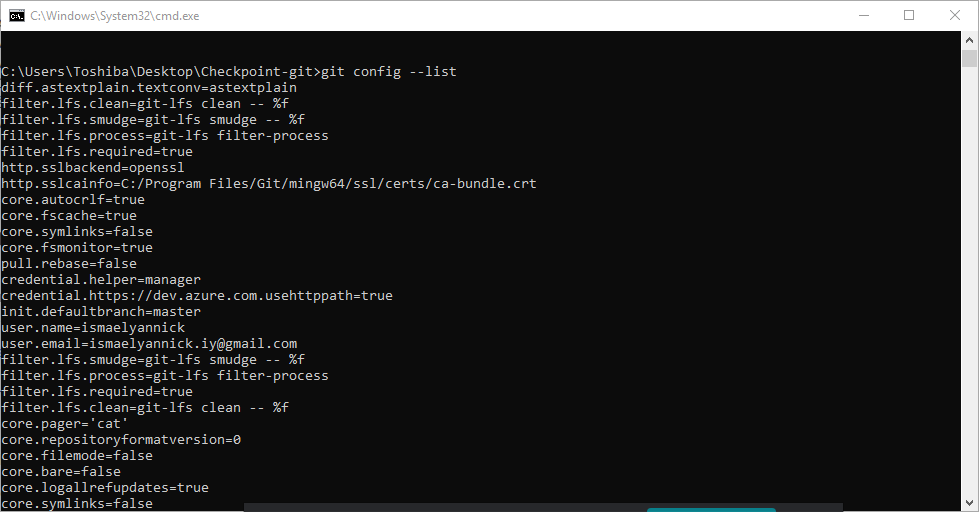 C:\Windows\System32\cmd.exe
C:\Users\Toshiba\Desktop\Checkpoint-git>git config --list
diff.astextplain.textconv=astextplain
filter.lfs.clean=git-lfs clean -- %f
filter.lfs.smudge=git-lfs smudge -- %f
filter.lfs.process=git-lfs filter-process
filter.lfs.required=true
http.sslbackend=openssl
http.sslcainfo=C:/Program Files/Git/mingw64/ssl/certs/ca-bundle.crt
core.autocrlf=true
core.fscache=true
core.symlinks=false
core.fsmonitor=true
pull.rebase=false
credential.helper=manager
credential.https://dev.azure.com.usehttppath=true
init.defaultbranch=master
user.name=ismaelyannick
user.email=ismaelyannick.iy@gmail.com
filter.lfs.smudge=git-lfs smudge -- %f
filter.lfs.process=git-lfs filter-process
filter.lfs.required=true
filter.lfs.clean=git-lfs clean -- %f
core.pager='cat'
core.repositoryformatversion=0
core.filemode=false
core.bare=false
core.logallrefupdates=true
core.symlinks=false